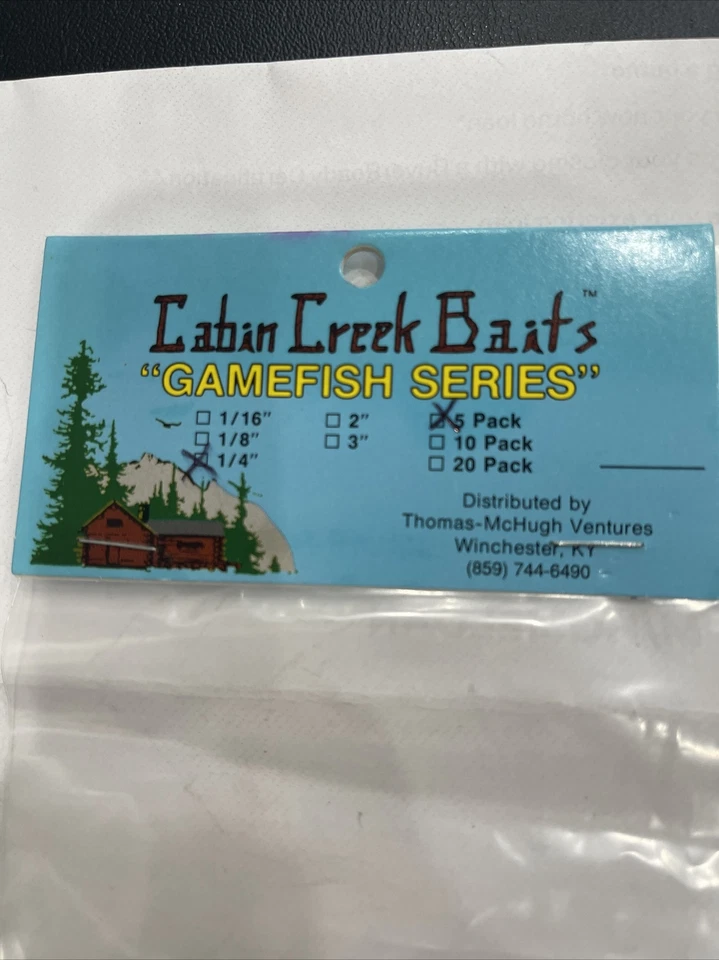 Cabin Creek Baits™
"GAMEFISH SERIES"
☐ 1/16" ☐ 2" ☒ 5 Pack
☐ 1/8" ☐ 3" ☐ 10 Pack
☒ 1/4" ☐ 20 Pack
Distributed by
Thomas-McHugh Ventures
Winchester, KY
(859) 744-6490